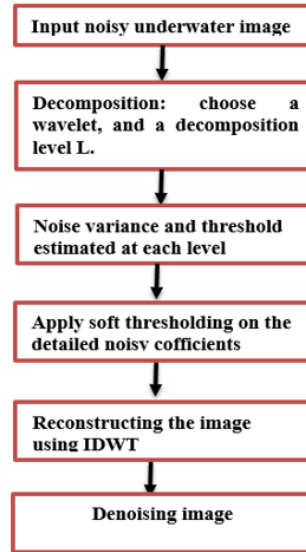 Input noisy underwater image
Decomposition: choose a
wavelet, and a decomposition
level L.
Noise variance and threshold
estimated at each level
Apply soft thresholding on the
detailed noisy cofficients
Reconstructing the image
using IDWT
Denoising image